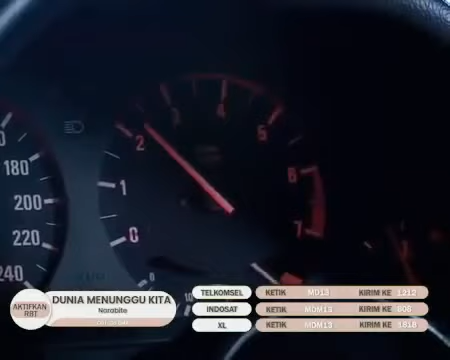 4
5
2
6
1
7
0
180
200
220
240
AKTIFKAN
RBT
DUNIA MENUNGGU KITA
Narabite
TELKOMSEL KETIK MD13 KIRIM KE 1212
INDOSAT KETIK MDM13 KIRIM KE 808
XL KETIK MDM13 KIRIM KE 1818